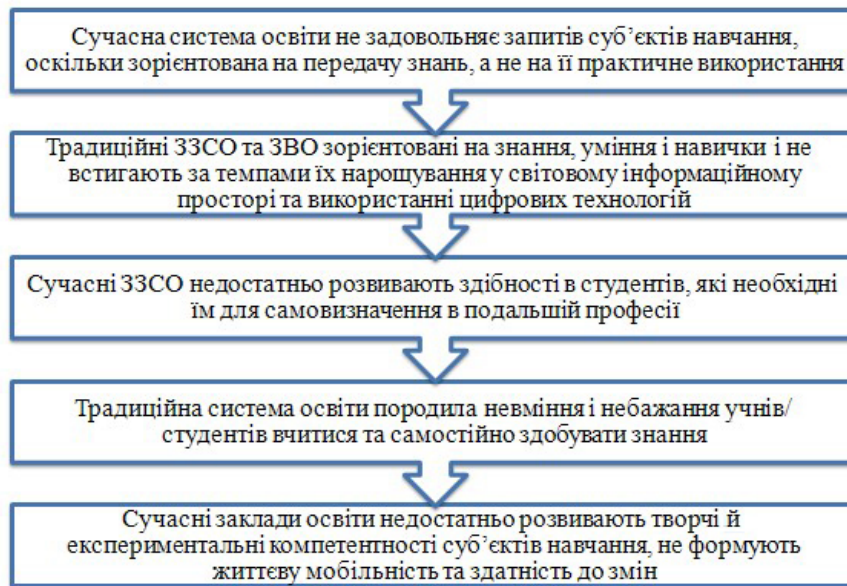 Сучасна система освіти не задовольняє запитів суб’єктів навчання,
оскільки зорієнтована на передачу знань, а не на її практичне використання
Традиційні ЗЗСО та ЗВО зорієнтовані на знання, уміння і навички і не
встигають за темпами їх нарощування у світовому інформаційному
просторі та використанні цифрових технологій
Сучасні ЗЗСО недостатньо розвивають здібності в студентів, які необхідні
їм для самовизначення в подальшій професії
Традиційна система освіти породила невміння і небажання учнів/
студентів вчитися та самостійно здобувати знання
Сучасні заклади освіти недостатньо розвивають творчі й
експериментальні компетентності суб’єктів навчання, не формують
життєву мобільність та здатність до змін